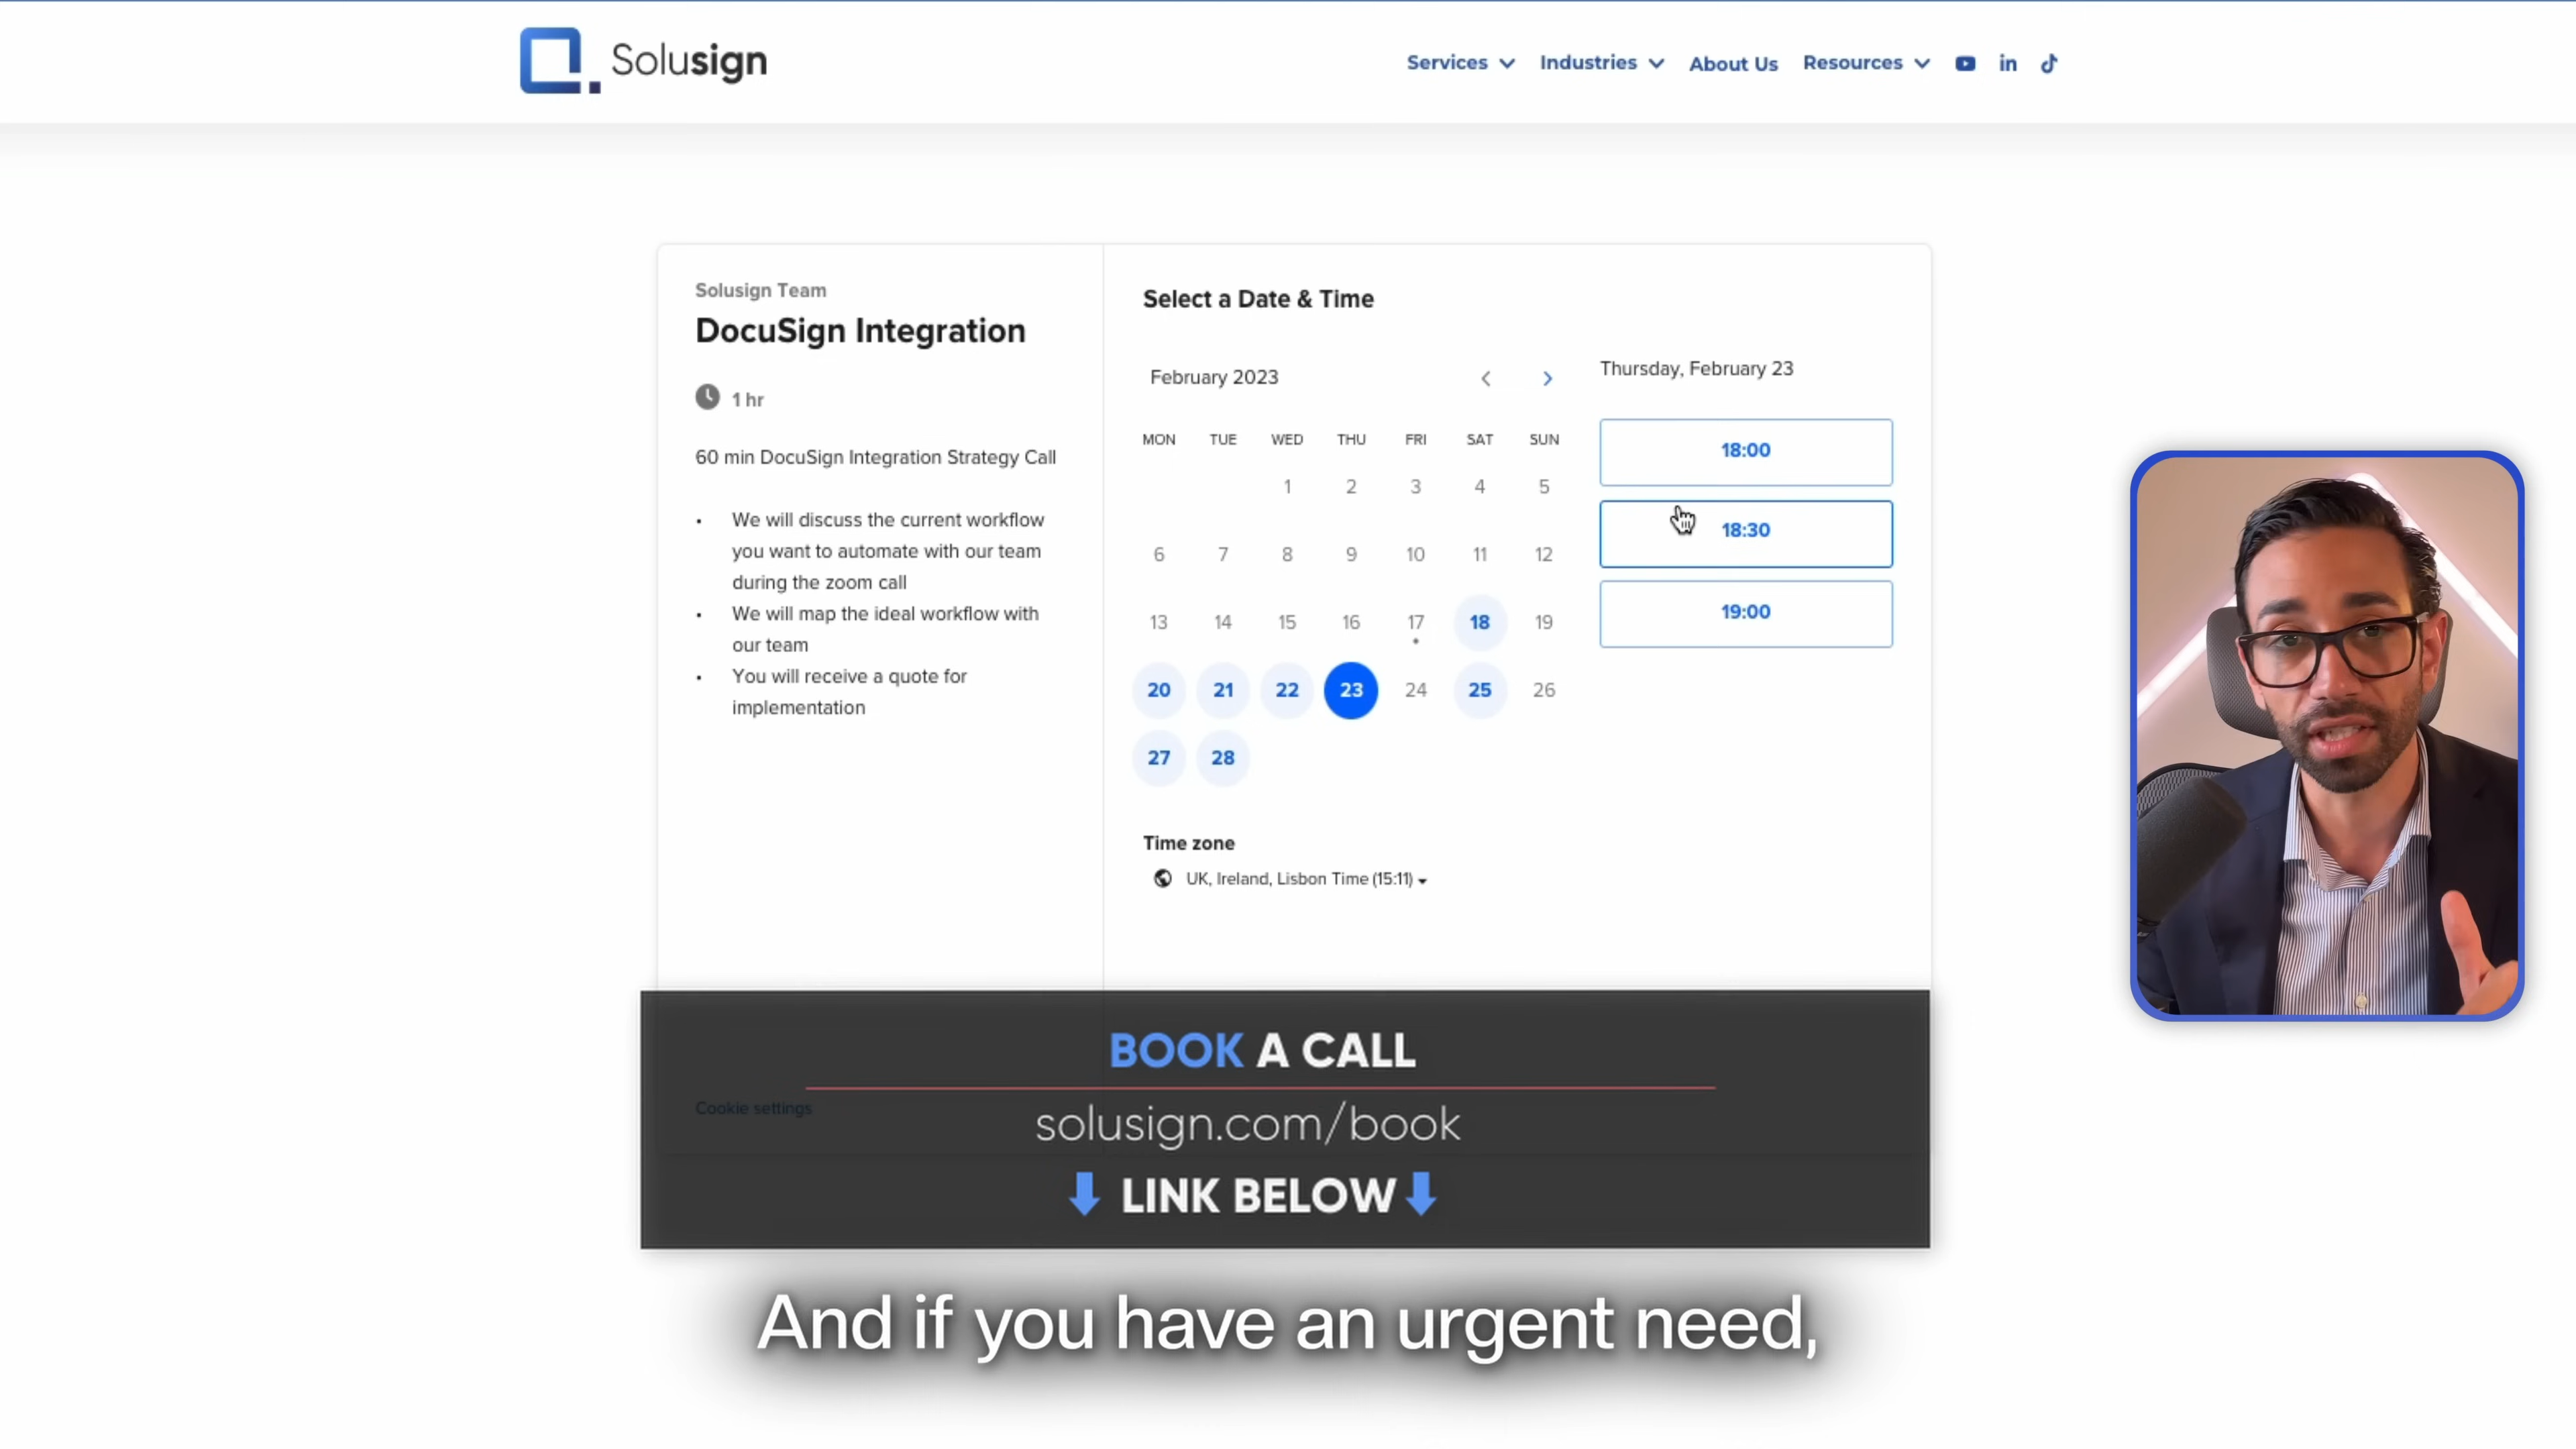 Solusign
Services
Industries
About Us
Resources
in
Solusign Team
DocuSign Integration
1 hr
60 min DocuSign Integration Strategy Call
• We will discuss the current workflow
you want to automate with our team
during the zoom call
• We will map the ideal workflow with
our team
• You will receive a quote for
implementation
Select a Date & Time
February 2023
MON TUE WED THU FRI SAT SUN
1 2 3 4 5
6 7 8 9 10 11 12
13 14 15 16 17 18 19
20 21 22 23 24 25 26
27 28
Time zone
UK, Ireland, Lisbon Time (15:11)
Thursday, February 23
18:00
18:30
19:00
BOOK A CALL
Cookie settings
solusign.com/book
LINK BELOW
And if you have an urgent need,